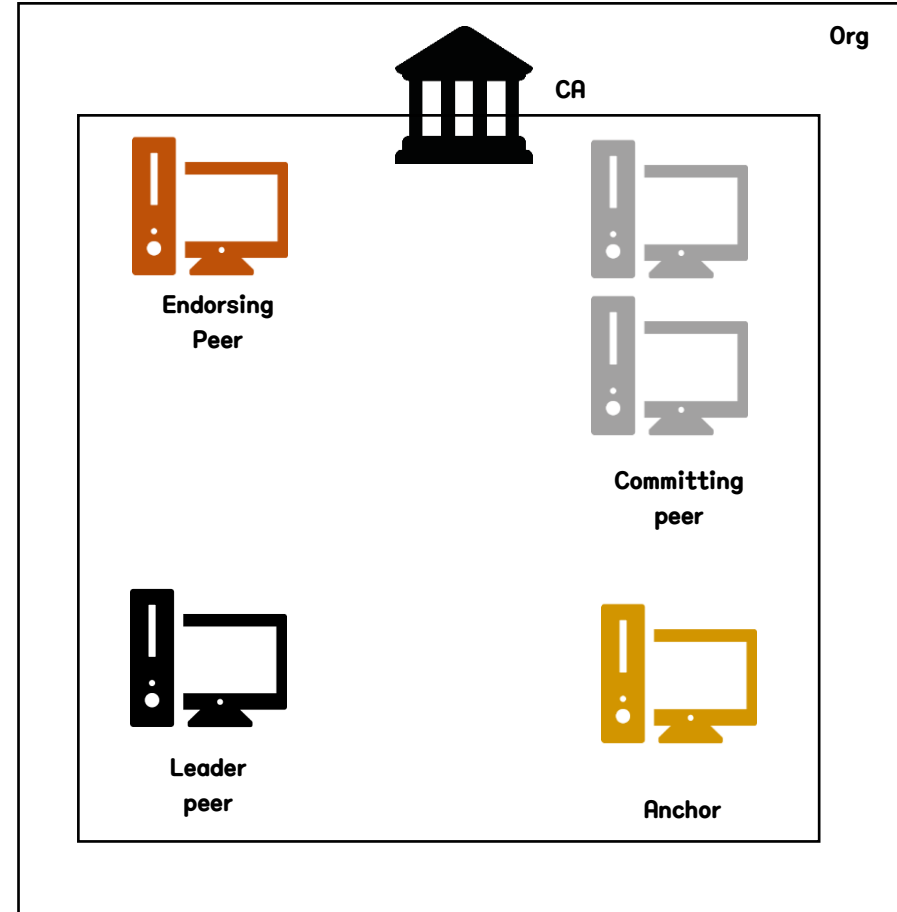 Org
CA
Endorsing
Peer
Committing
peer
Leader
peer
Anchor